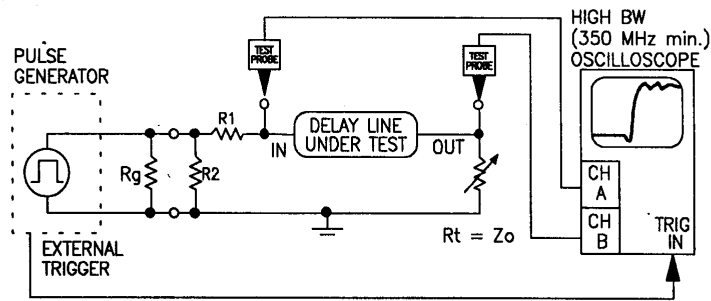 HIGH BW
(350 MHz min.)
OSCILLOSCOPE
TEST
PROBE
TEST
PROBE
PULSE
GENERATOR
R1
DELAY LINE
UNDER TEST
IN
OUT
Rg
R2
CH
A
CH
B
TRIG
IN
Rt = Zo
EXTERNAL
TRIGGER